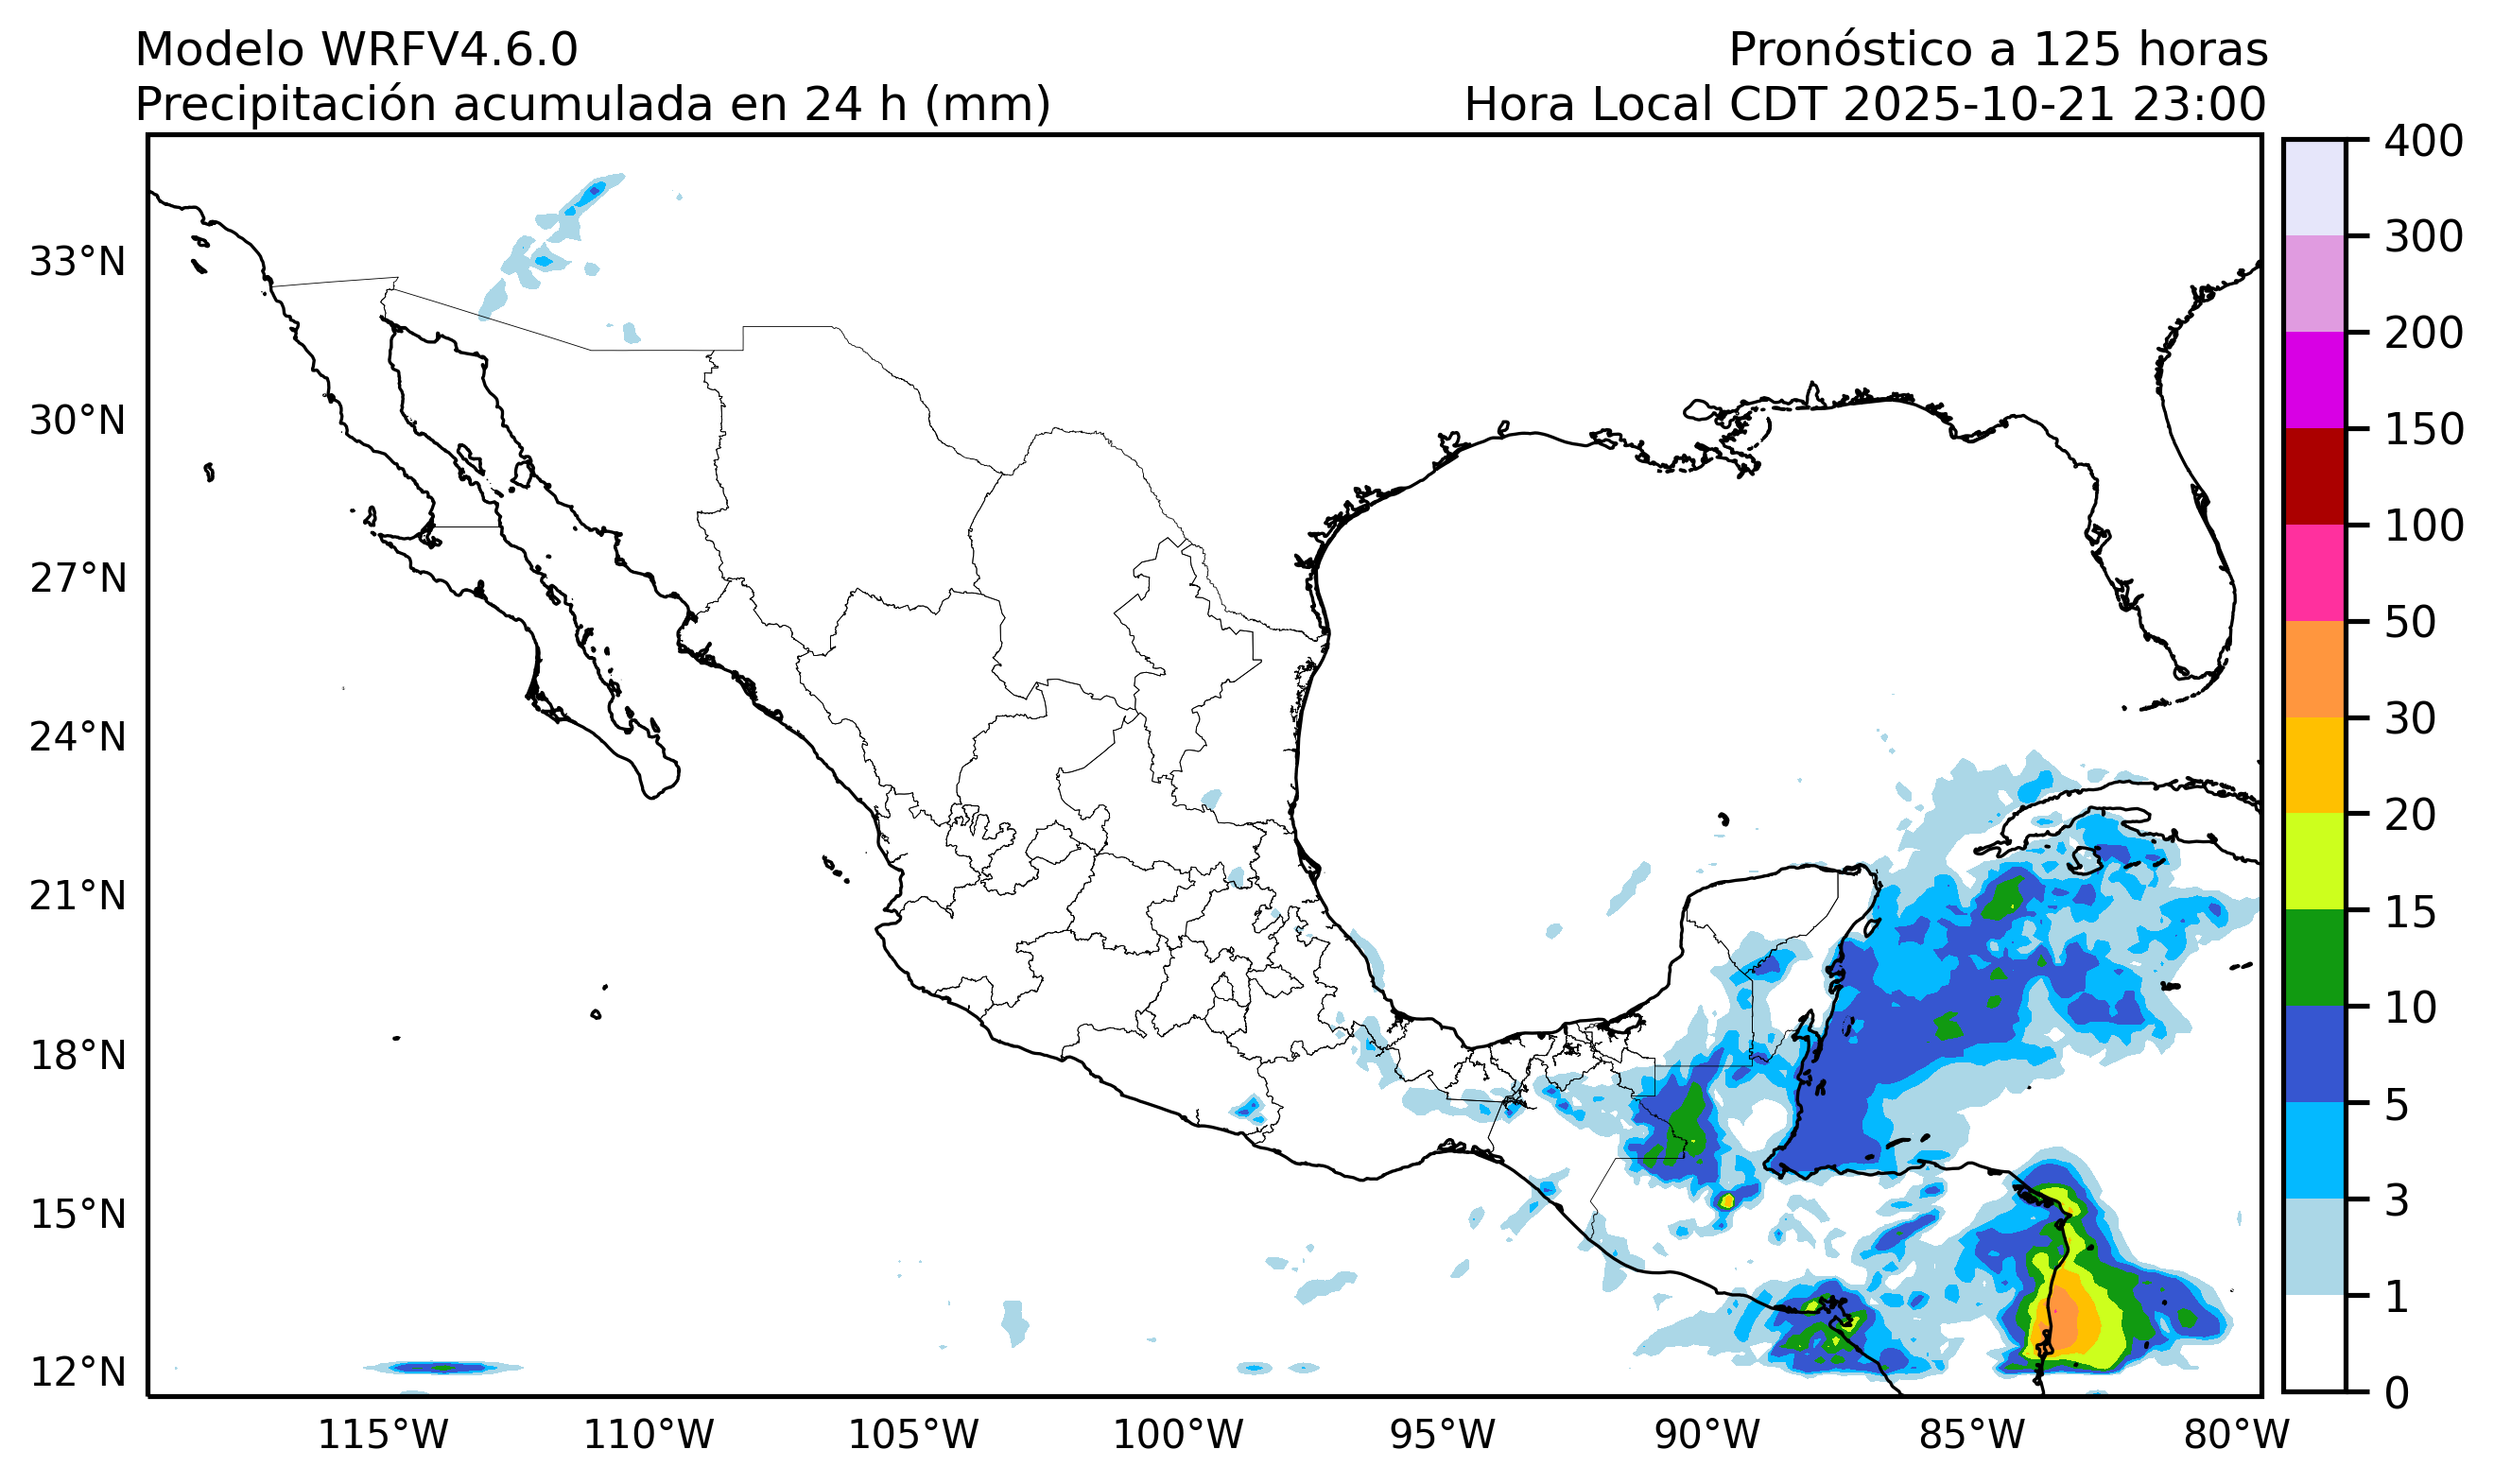 Modelo WRFV4.6.0
Pronóstico a 125 horas
Precipitación acumulada en 24 h (mm)
Hora Local CDT 2025-10-21 23:00
33°N
30°N
27°N
24°N
21°N
18°N
15°N
12°N
115°W
110°W
105°W
100°W
95°W
90°W
85°W
80°W
400
300
200
150
100
50
30
20
15
10
5
3
1
0